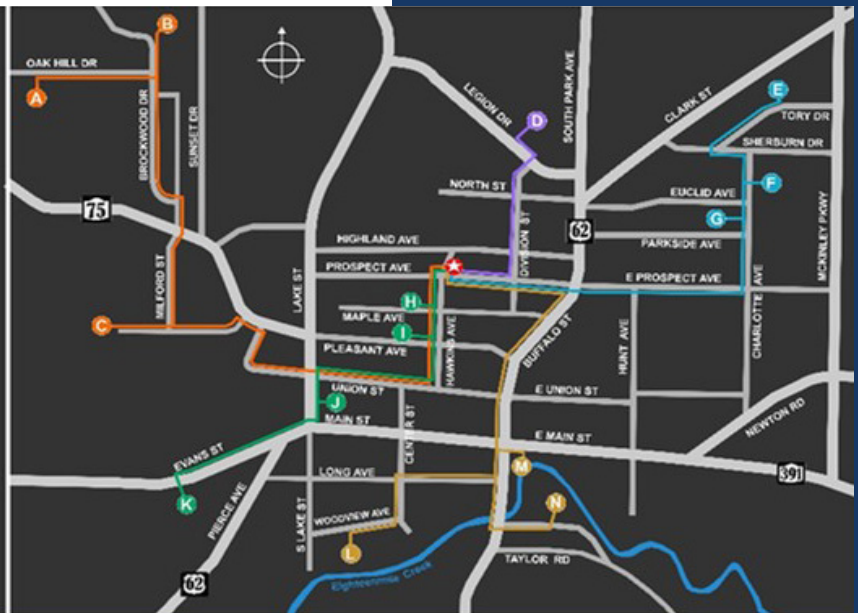 B
OAK HILL DR
A
BROCKWOOD DR
SUNSET DR
LEGION DR
D
SOUTH PARK AVE
CLARK ST
E
TORY DR
SHERBURN DR
NORTH ST
EUCLID AVE
F
G
75
62
HIGHLAND AVE
DIVISION ST
PARKSIDE AVE
MCKINLEY PKWY
PROSPECT AVE
E PROSPECT AVE
MILFORD ST
LAKE ST
H
MAPLE AVE
C
I
PLEASANT AVE
HAWKINS AVE
BUFFALO ST
HUNT AVE
CHARLOTTE AVE
UNION ST
E UNION ST
J
MAIN ST
CENTER ST
E MAIN ST
NEWTON RD
EVANS ST
M
391
LONG AVE
K
PIERCE AVE
S LAKE ST
WOODVIEW AVE
N
L
TAYLOR RD
62
Eighteenmile Creek